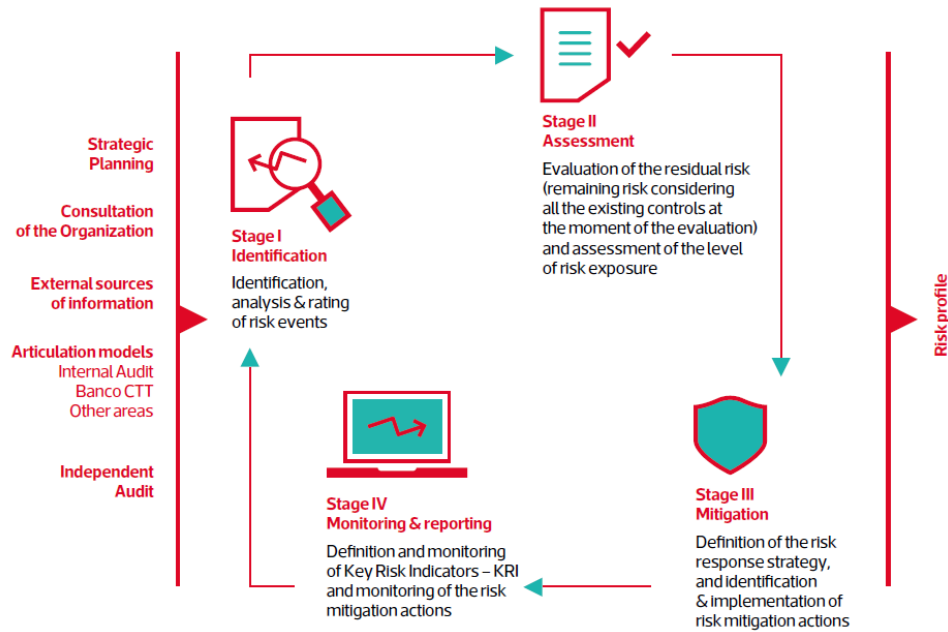 Strategic
Planning
Consultation
of the Organization
External sources
of information
Articulation models
Internal Audit
Banco CTT
Other areas
Independent
Audit
Stage I
Identification
Identification,
analysis & rating
of risk events
Stage II
Assessment
Evaluation of the residual risk
(remaining risk considering
all the existing controls at
the moment of the evaluation)
and assessment of the level
of risk exposure
Stage III
Mitigation
Definition of the risk
response strategy,
and identification
& implementation of
risk mitigation actions
Stage IV
Monitoring & reporting
Definition and monitoring
of Key Risk Indicators – KRI
and monitoring of the risk
mitigation actions
Risk profile